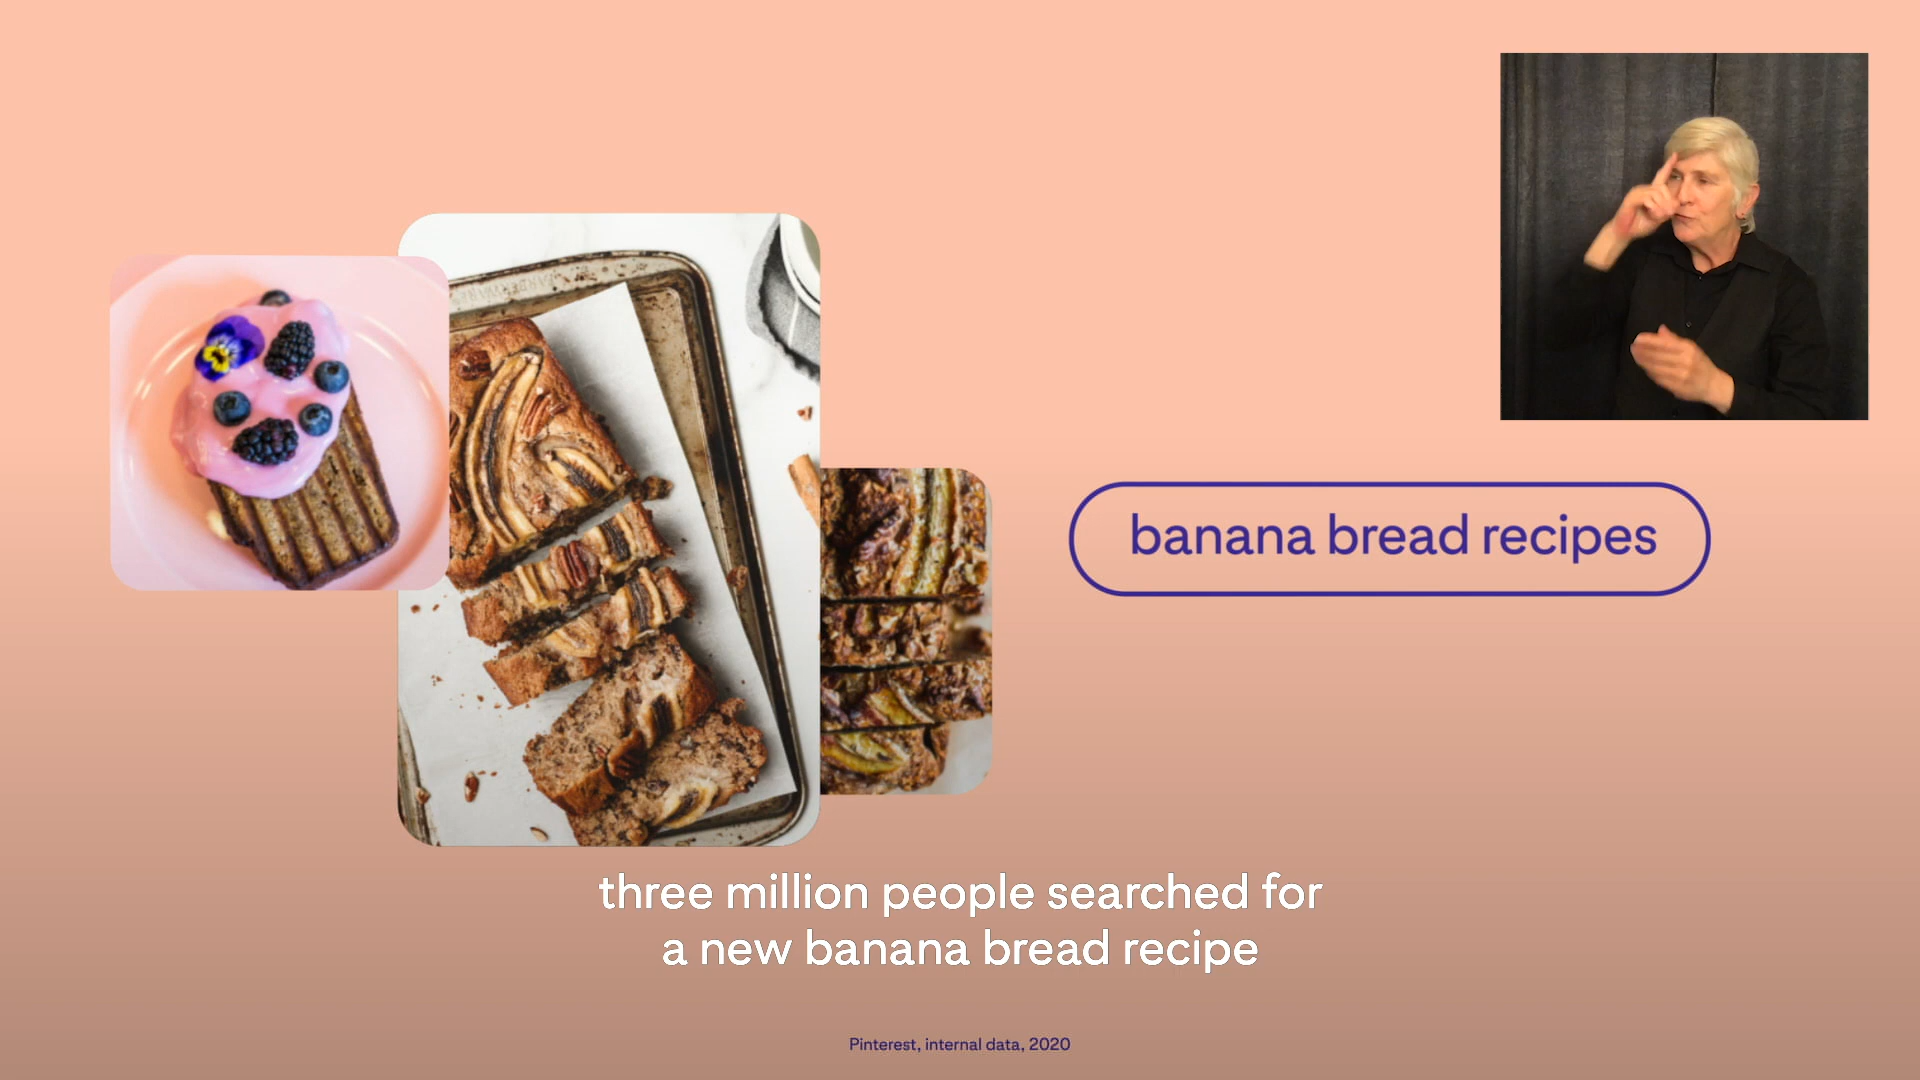 banana bread recipes
three million people searched for
a new banana bread recipe
Pinterest, internal data, 2020